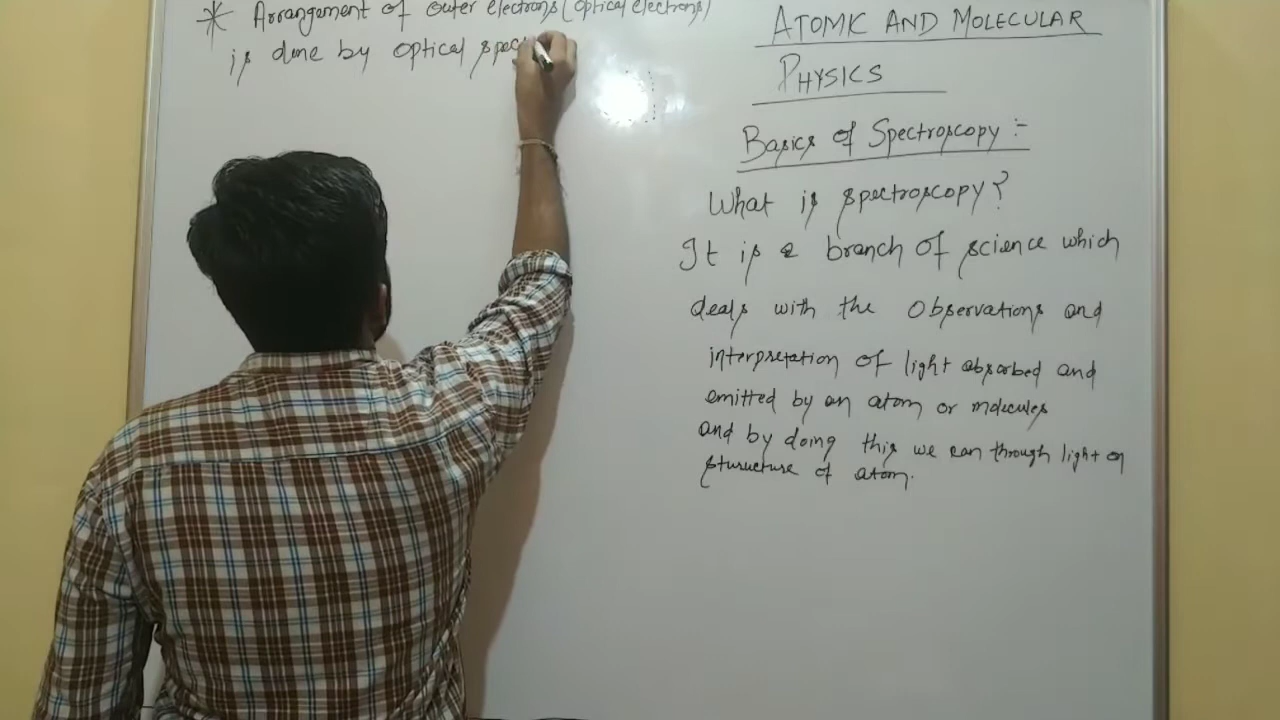 * Arrangement of outer electrons (optical electrons)
is done by optical spec
ATOMIC AND MOLECULAR
PHYSICS
Basics of Spectroscopy :-
What is spectroscopy?
It is a branch of science which
deals with the Observations and
interpretation of light absorbed and
emitted by an atom or molecules
and by doing this we can through light on
sturucture of atom.